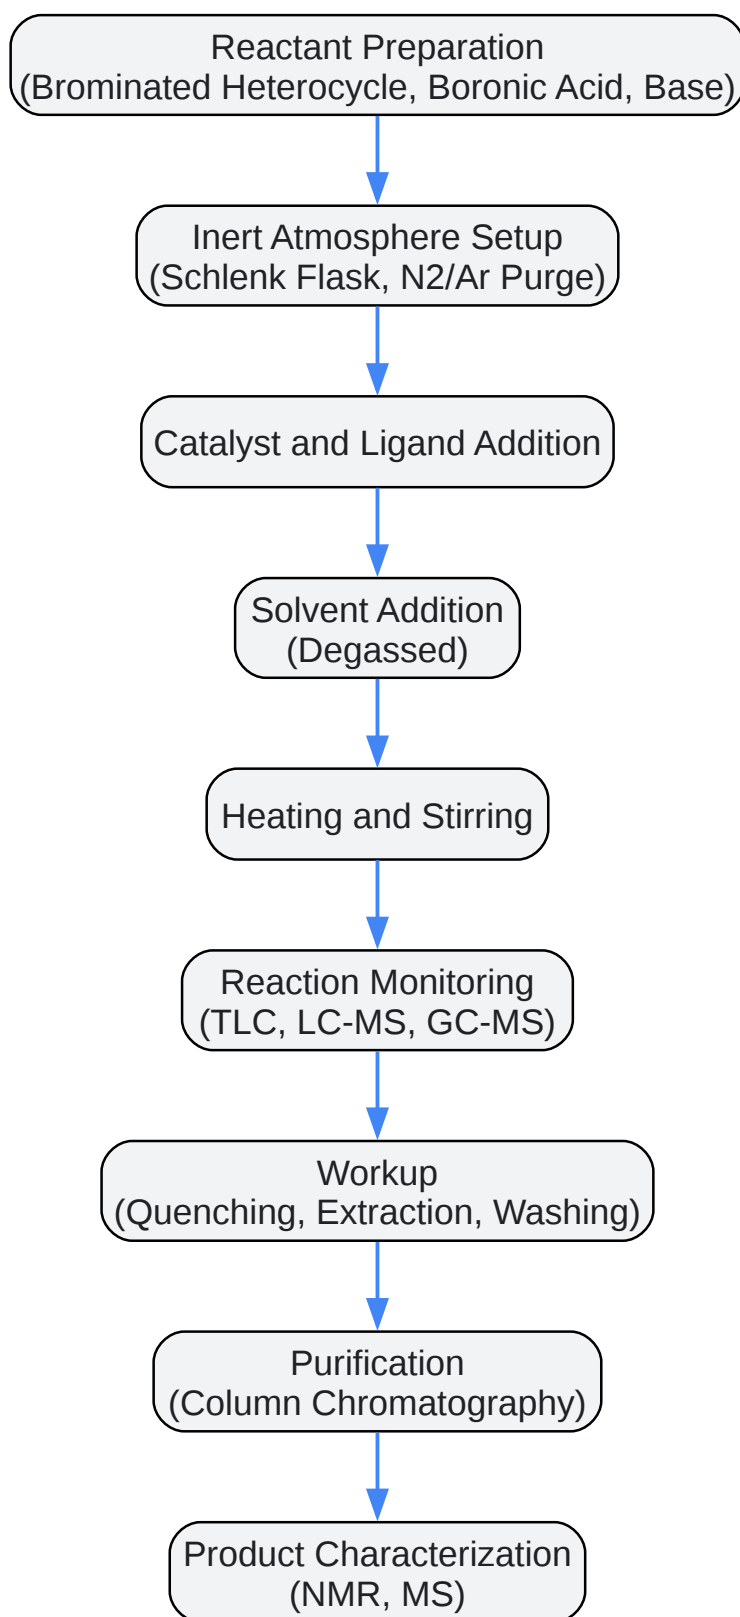 Reactant Preparation
(Brominated Heterocycle, Boronic Acid, Base)
Inert Atmosphere Setup
(Schlenk Flask, N2/Ar Purge)
Catalyst and Ligand Addition
Solvent Addition
(Degassed)
Heating and Stirring
Reaction Monitoring
(TLC, LC-MS, GC-MS)
Workup
(Quenching, Extraction, Washing)
Purification
(Column Chromatography)
Product Characterization
(NMR, MS)